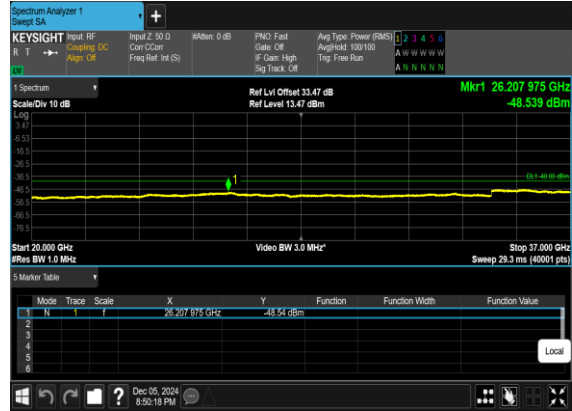 Spectrum Analyzer 1
Swept SA
+
KEYSIGHT
R T
Input: RF
Coupling: DC
Align: Off
Input Z: 50 Ω
Corr CCorr
Freq Ref: Int (S)
#Atten: 0 dB
PNO: Fast
Gate: Off
IF Gain: High
Sig Track: Off
Avg Type: Power (RMS)
Avg|Hold: 100/100
Trig: Free Run
1 2 3 4 5 6
A W W W W W
A N N N N N
1 Spectrum
Scale/Div 10 dB
Ref Lvl Offset 33.47 dB
Ref Level 13.47 dBm
Mkr1 26.207 975 GHz
-48.539 dBm
Log
3.47
-6.53
-16.5
-26.5
-36.5
-46.5
-56.5
-66.5
-76.5
1
DL1 -40.00 dBm
Start 20.000 GHz
Video BW 3.0 MHz*
Stop 37.000 GHz
#Res BW 1.0 MHz
Sweep 29.3 ms (40001 pts)
5 Marker Table
Mode Trace Scale X Y Function Function Width Function Value
1 N 1 f 26.207 975 GHz -48.54 dBm
2
3
4
5
6
Local
?
Dec 05, 2024
8:50:18 PM